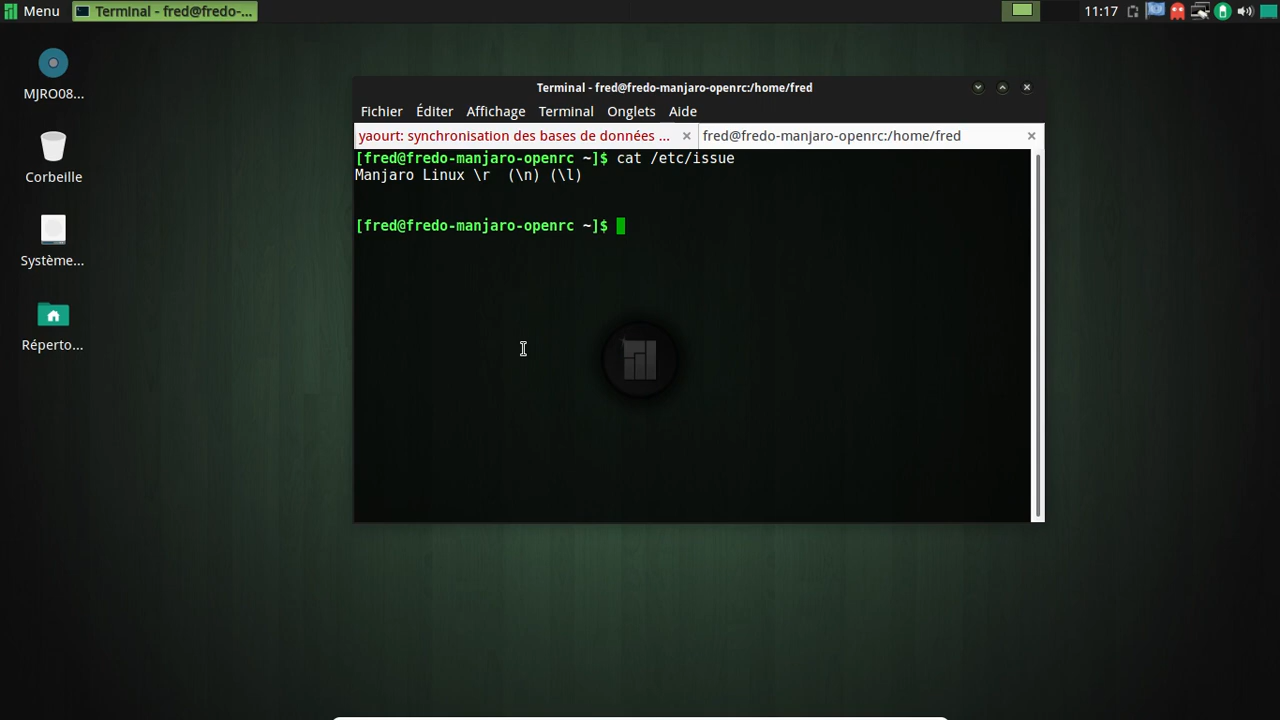 Menu
Terminal - fred@fredo-...
11:17
MJRO08...
Corbeille
Système...
Réperto...
Terminal - fred@fredo-manjaro-openrc:/home/fred
Fichier Éditer Affichage Terminal Onglets Aide
yaourt: synchronisation des bases de données ...
fred@fredo-manjaro-openrc:/home/fred
[fred@fredo-manjaro-openrc ~]$ cat /etc/issue
Manjaro Linux \r  (\n) (\l)
[fred@fredo-manjaro-openrc ~]$